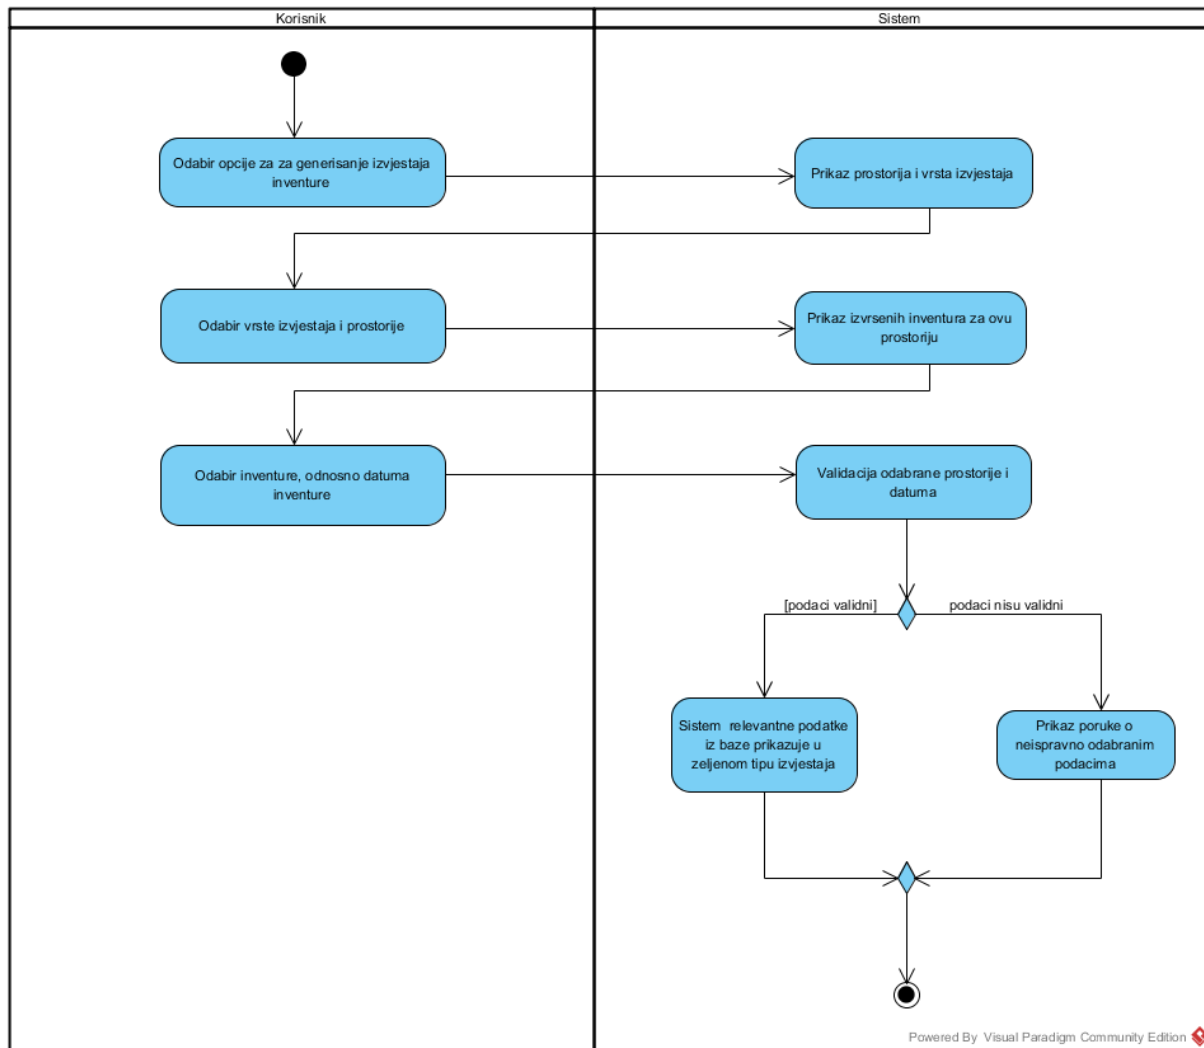 Korisnik
Sistem
Odabir opcije za za generisanje izvjestaja
inventure
Prikaz prostorija i vrsta izvjestaja
Odabir vrste izvjestaja i prostorije
Prikaz izvrsenih inventura za ovu
prostoriju
Odabir inventure, odnosno datuma
inventure
Validacija odabrane prostorije i
datuma
[podaci validni]
podaci nisu validni
Sistem relevantne podatke
iz baze prikazuje u
zeljenom tipu izvjestaja
Prikaz poruke o
neispravno odabranim
podacima
Powered By Visual Paradigm Community Edition